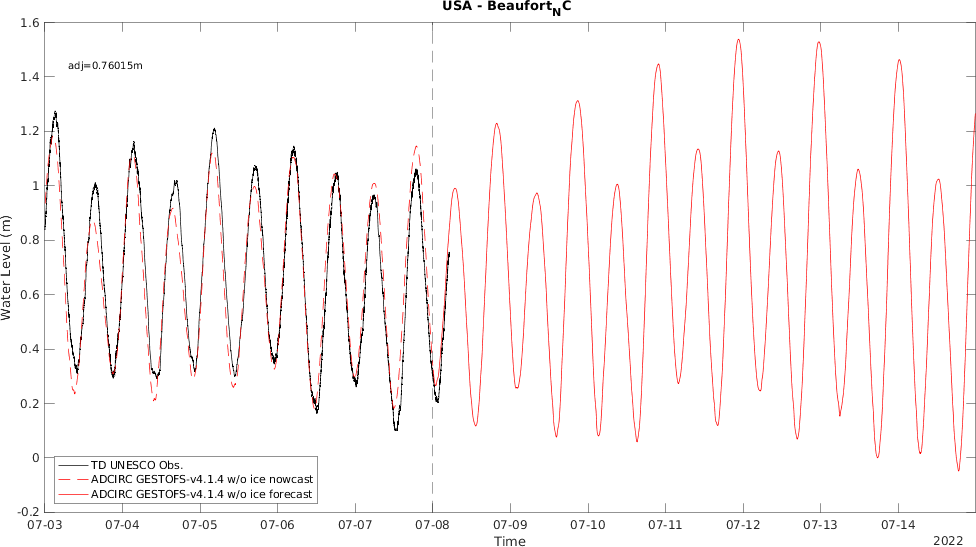 USA - Beaufort_NC
1.6
1.4
1.2
1
0.8
0.6
0.4
0.2
0
-0.2
Water Level (m)
adj=0.76015m
TD UNESCO Obs.
ADCIRC GESTOFS-v4.1.4 w/o ice nowcast
ADCIRC GESTOFS-v4.1.4 w/o ice forecast
07-03 07-04 07-05 07-06 07-07 07-08 07-09 07-10 07-11 07-12 07-13 07-14
Time
2022